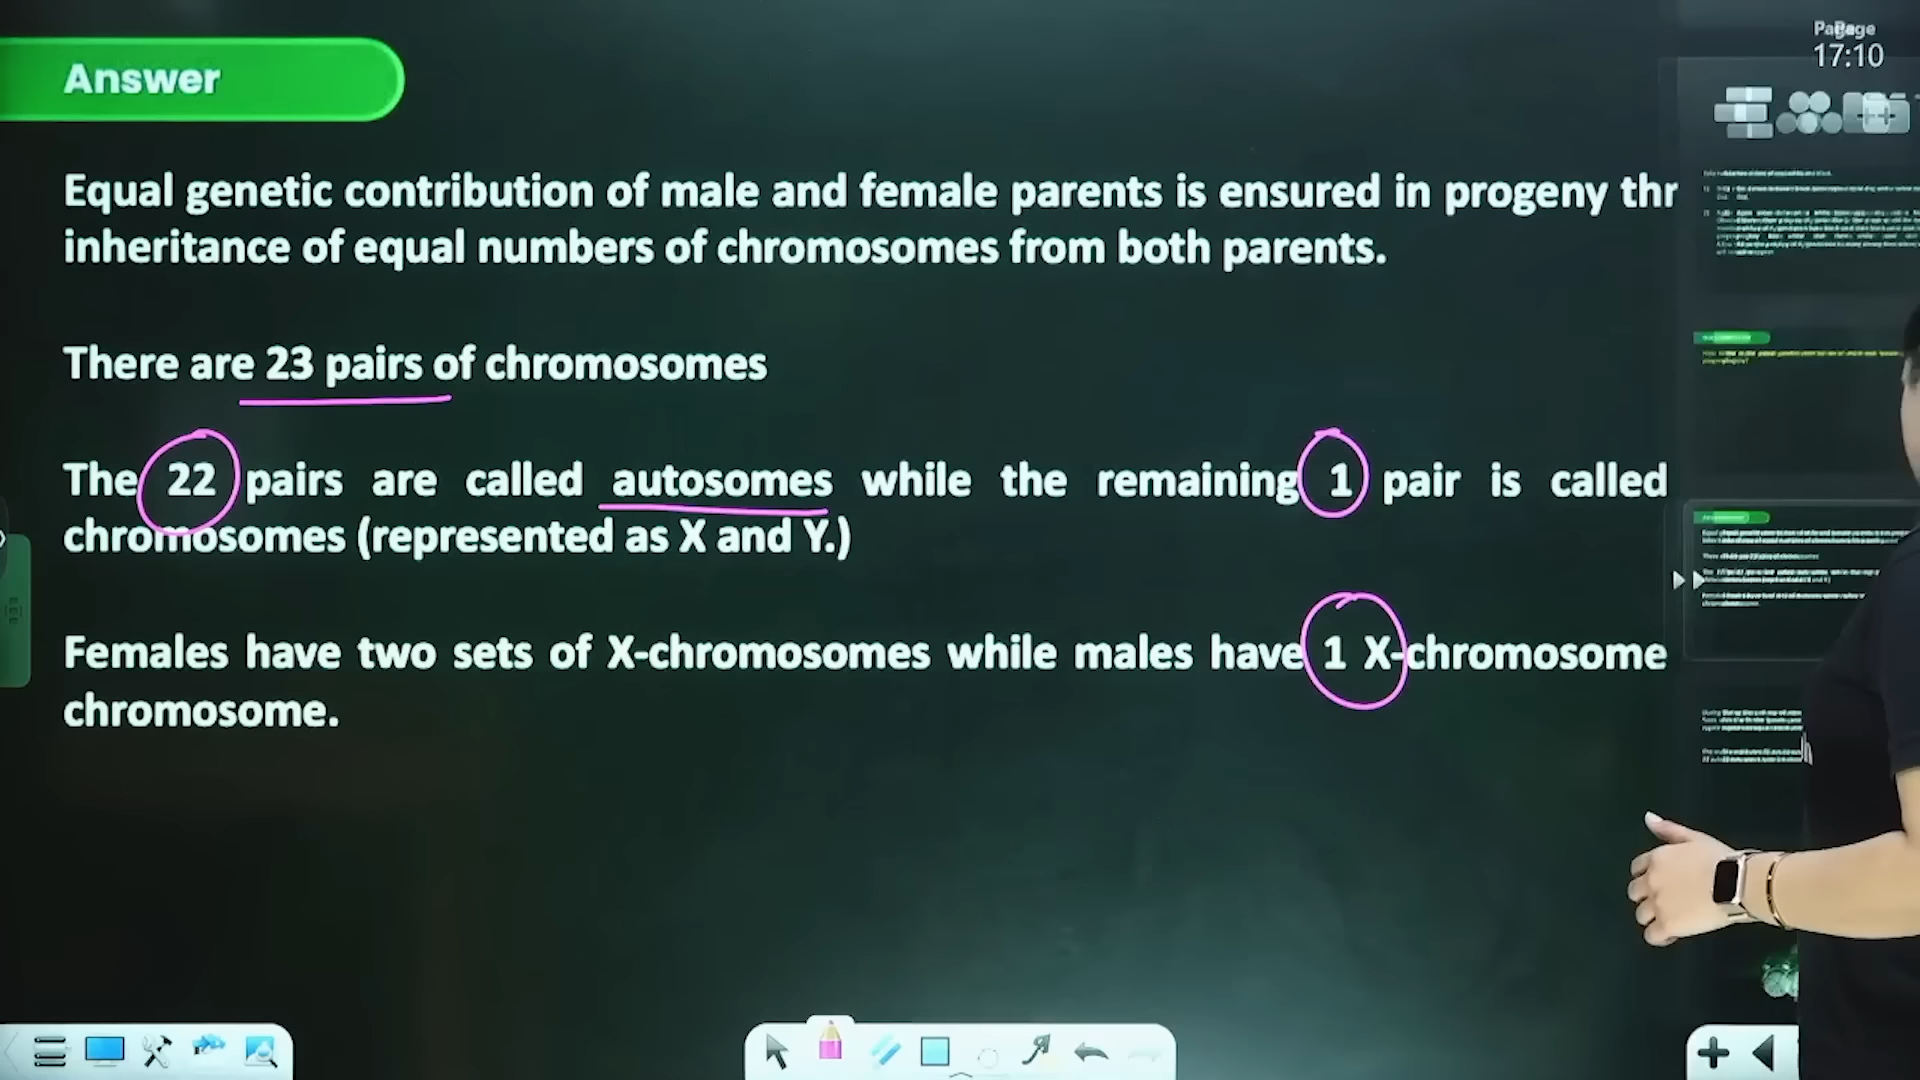 Page
17:10
Answer
Equal genetic contribution of male and female parents is ensured in progeny thr
inheritance of equal numbers of chromosomes from both parents.
There are 23 pairs of chromosomes
The 22 pairs are called autosomes while the remaining 1 pair is called
chromosomes (represented as X and Y.)
Females have two sets of X-chromosomes while males have 1 X-chromosome
chromosome.